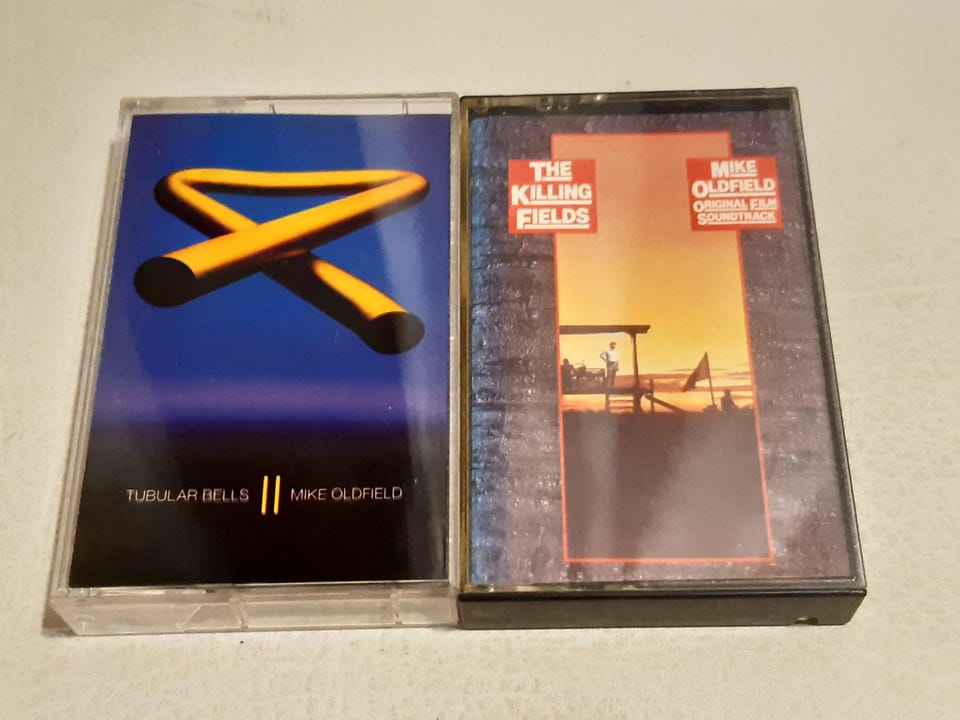 TUBULAR BELLS II MIKE OLDFIELD
THE
KILLING
FIELDS
MIKE
OLDFIELD
ORIGINAL FILM
SOUNDTRACK